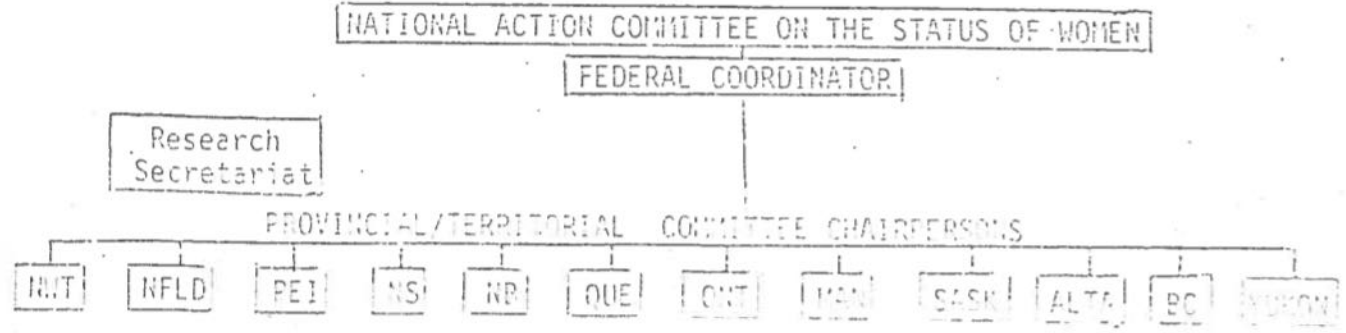 NATIONAL ACTION COMMITTEE ON THE STATUS OF WOMEN
FEDERAL COORDINATOR
Research
Secretariat
PROVINCIAL/TERRITORIAL COMMITTEE CHAIRPERSONS
NWT NFLD PEI NS NB QUE ONT MAN SASK ALTA BC YUKON